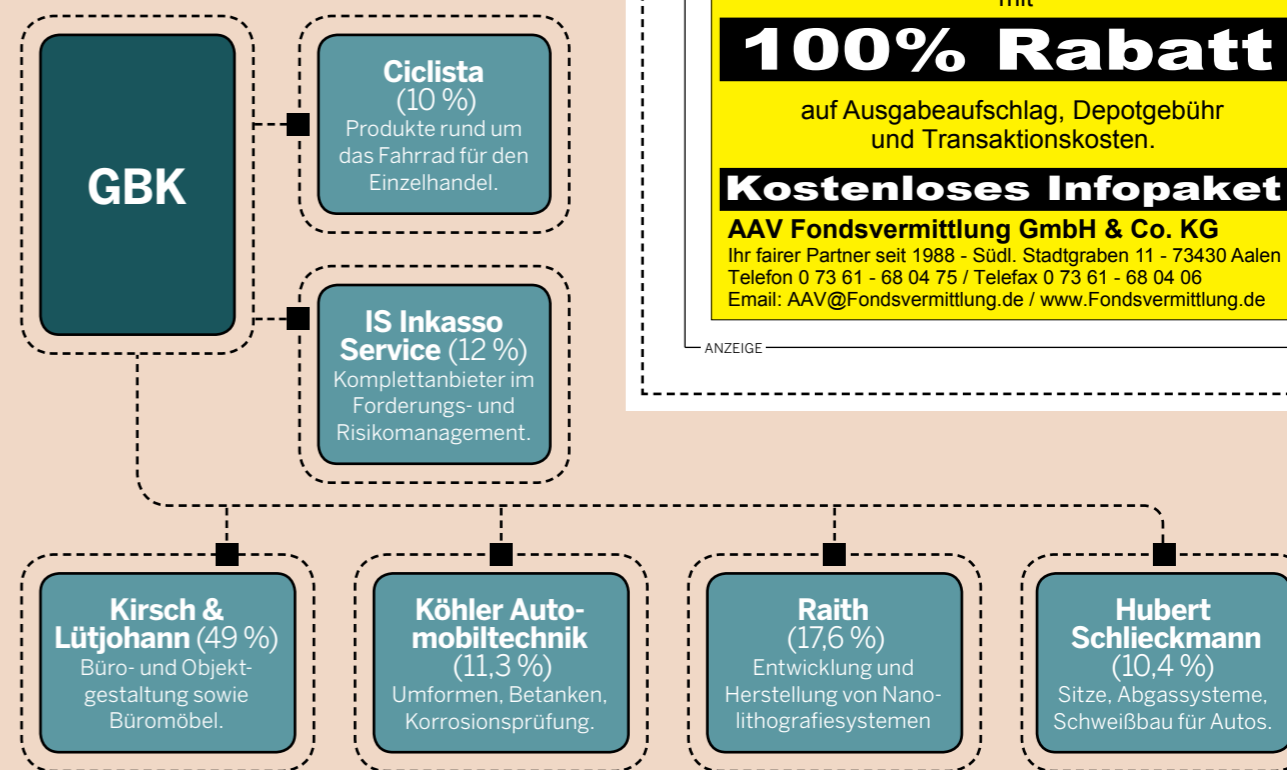 GBK
Ciclista
(10 %)
Produkte rund um
das Fahrrad für den
Einzelhandel.
IS Inkasso
Service (12 %)
Komplettanbieter im
Forderungs- und
Risikomanagement.
mit
100% Rabatt
auf Ausgabeaufschlag, Depotgebühr
und Transaktionskosten.
Kostenloses Infopaket
AAV Fondsvermittlung GmbH & Co. KG
Ihr fairer Partner seit 1988 - Südl. Stadtgraben 11 - 73430 Aalen
Telefon 0 73 61 - 68 04 75 / Telefax 0 73 61 - 68 04 06
Email: AAV@Fondsvermittlung.de / www.Fondsvermittlung.de
ANZEIGE
Kirsch &
Lütjohann (49 %)
Büro- und Objekt-
gestaltung sowie
Büromöbel.
Köhler Auto-
mobiltechnik
(11,3 %)
Umformen, Betanken,
Korrosionsprüfung.
Raith
(17,6 %)
Entwicklung und
Herstellung von Nano-
lithografiesystemen
Hubert
Schlieckmann
(10,4 %)
Sitze, Abgassysteme,
Schweißbau für Autos.